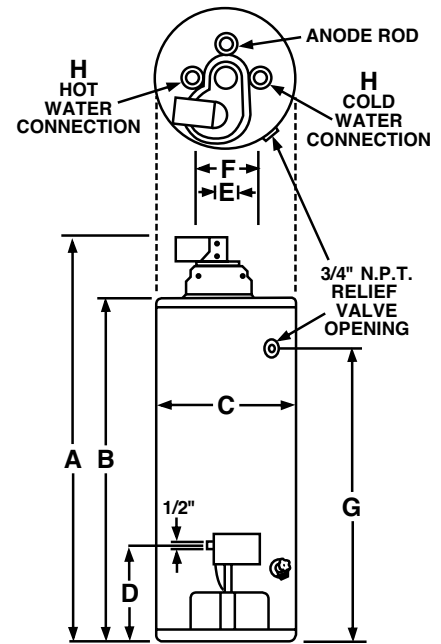 ANODE ROD
H
HOT
WATER
CONNECTION
H
COLD
WATER
CONNECTION
F
E
3/4" N.P.T.
RELIEF
VALVE
OPENING
C
A
B
G
1/2"
D